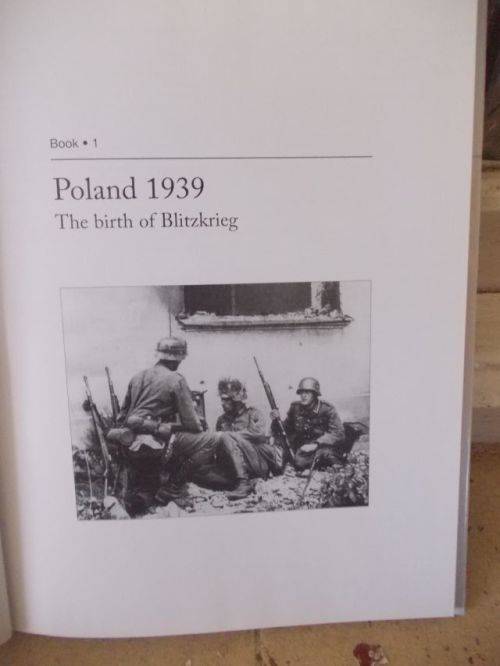 Book • 1
Poland 1939
The birth of Blitzkrieg